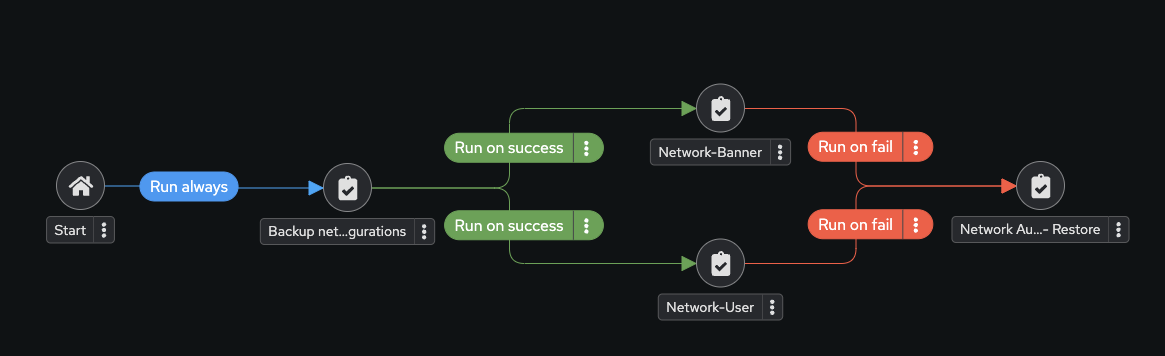 Start
Run always
Backup net...gurations
Run on success
Run on success
Network-Banner
Network-User
Run on fail
Run on fail
Network Au...- Restore